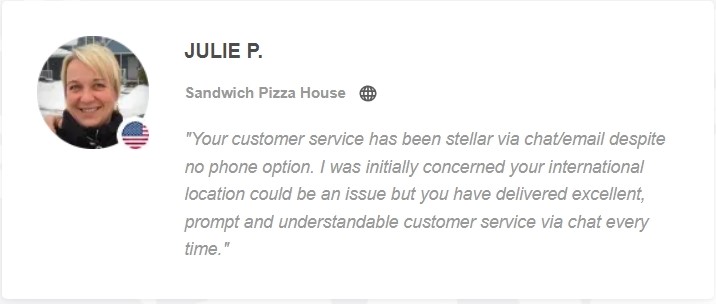 JULIE P.
Sandwich Pizza House
"Your customer service has been stellar via chat/email despite
no phone option. I was initially concerned your international
location could be an issue but you have delivered excellent,
prompt and understandable customer service via chat every
time."